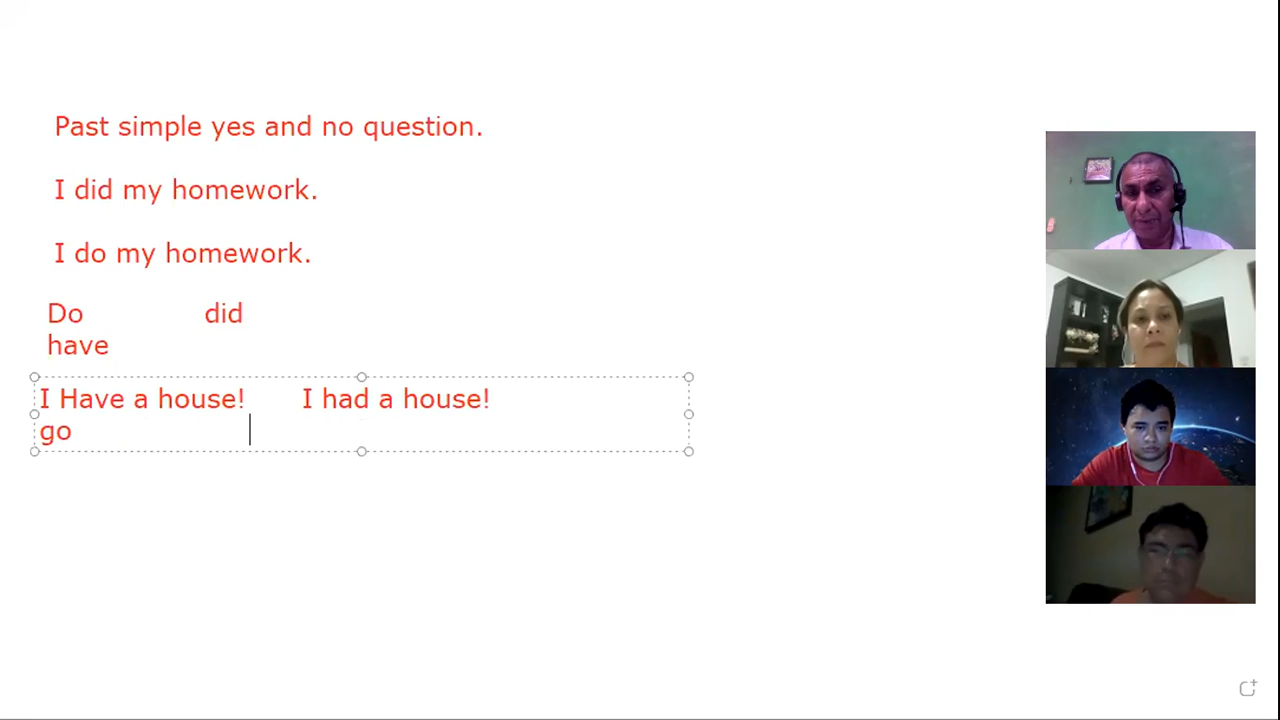 Past simple yes and no question.
I did my homework.
I do my homework.
Do did
have
I Have a house! I had a house!
go